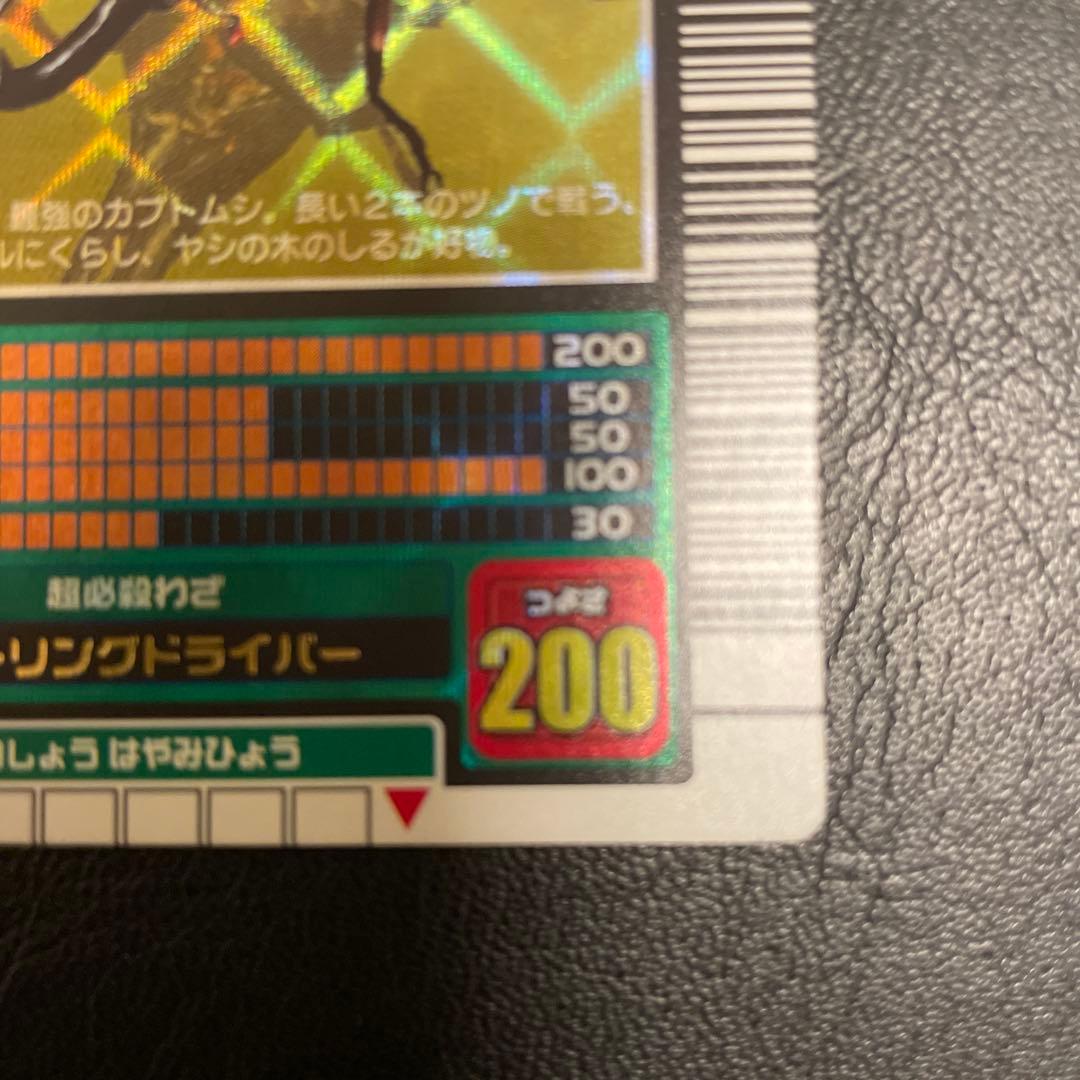 最強のカブトムシ。長い2本のツノで戦う。
ルにくらし、ヤシの木のしるが好物。
200
50
50
100
30
超必殺わざ
リングドライバー
つよさ
200
しょう はやみひょう